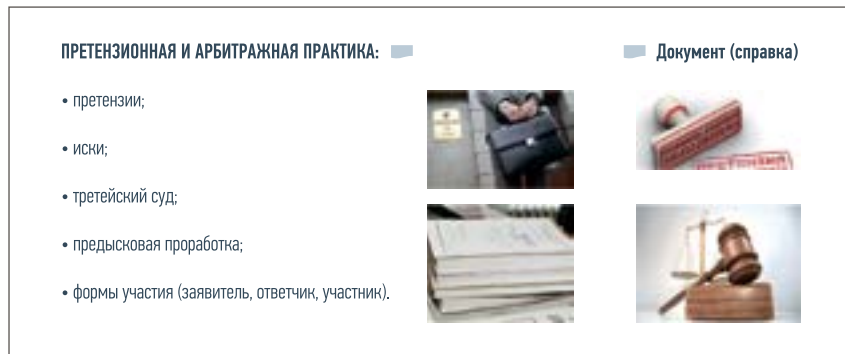 ПРЕТЕНЗИОННАЯ И АРБИТРАЖНАЯ ПРАКТИКА:
Документ (справка)
• претензии;
• иски;
• третейский суд;
• предысковая проработка;
• формы участия (заявитель, ответчик, участник).